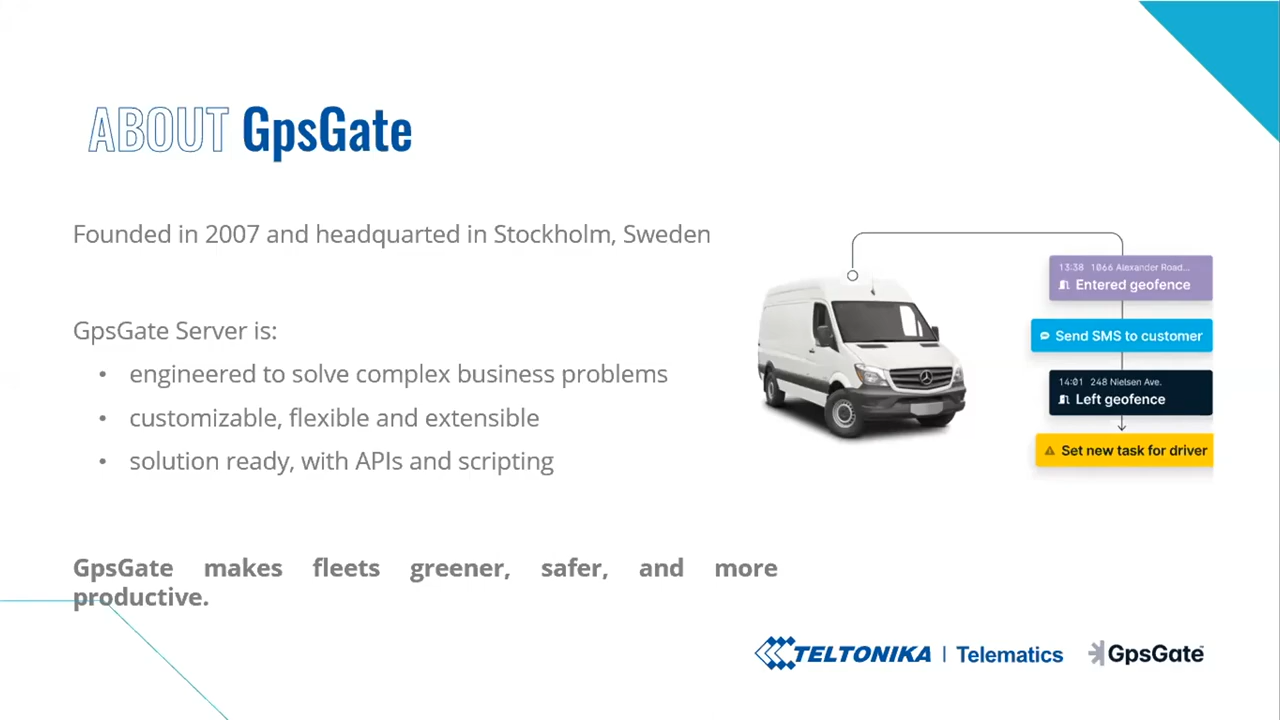 ABOUT GpsGate
Founded in 2007 and headquarted in Stockholm, Sweden
GpsGate Server is:
• engineered to solve complex business problems
• customizable, flexible and extensible
• solution ready, with APIs and scripting
GpsGate makes fleets greener, safer, and more
productive.
13:38 1066 Alexander Road...
Entered geofence
Send SMS to customer
14:01 248 Nielsen Ave.
Left geofence
Set new task for driver
TELTONIKA | Telematics
GpsGate